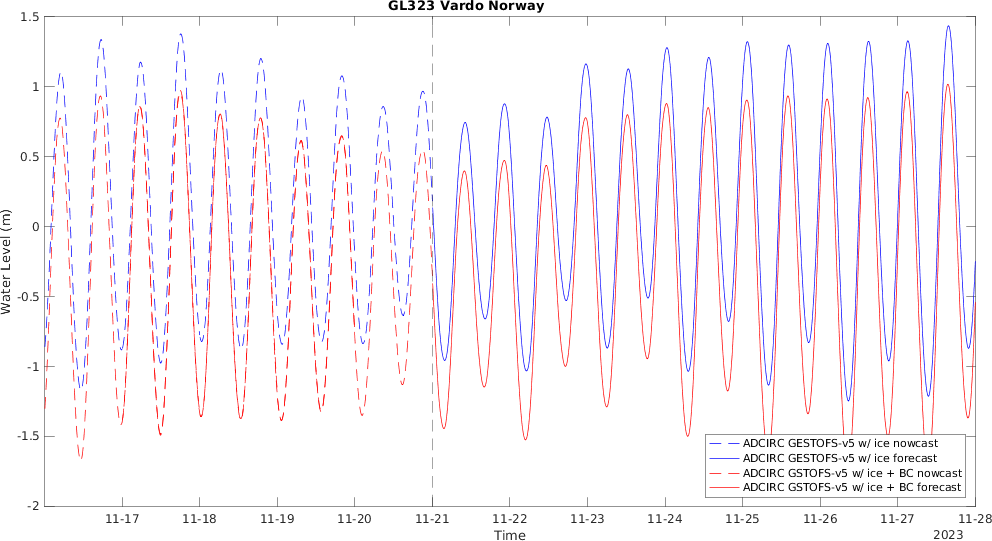 GL323 Vardo Norway
1.5
1
0.5
0
-0.5
-1
-1.5
-2
Water Level (m)
ADCIRC GESTOFS-v5 w/ ice nowcast
ADCIRC GESTOFS-v5 w/ ice forecast
ADCIRC GSTOFS-v5 w/ ice + BC nowcast
ADCIRC GSTOFS-v5 w/ ice + BC forecast
11-17 11-18 11-19 11-20 11-21 11-22 11-23 11-24 11-25 11-26 11-27 11-28
Time
2023